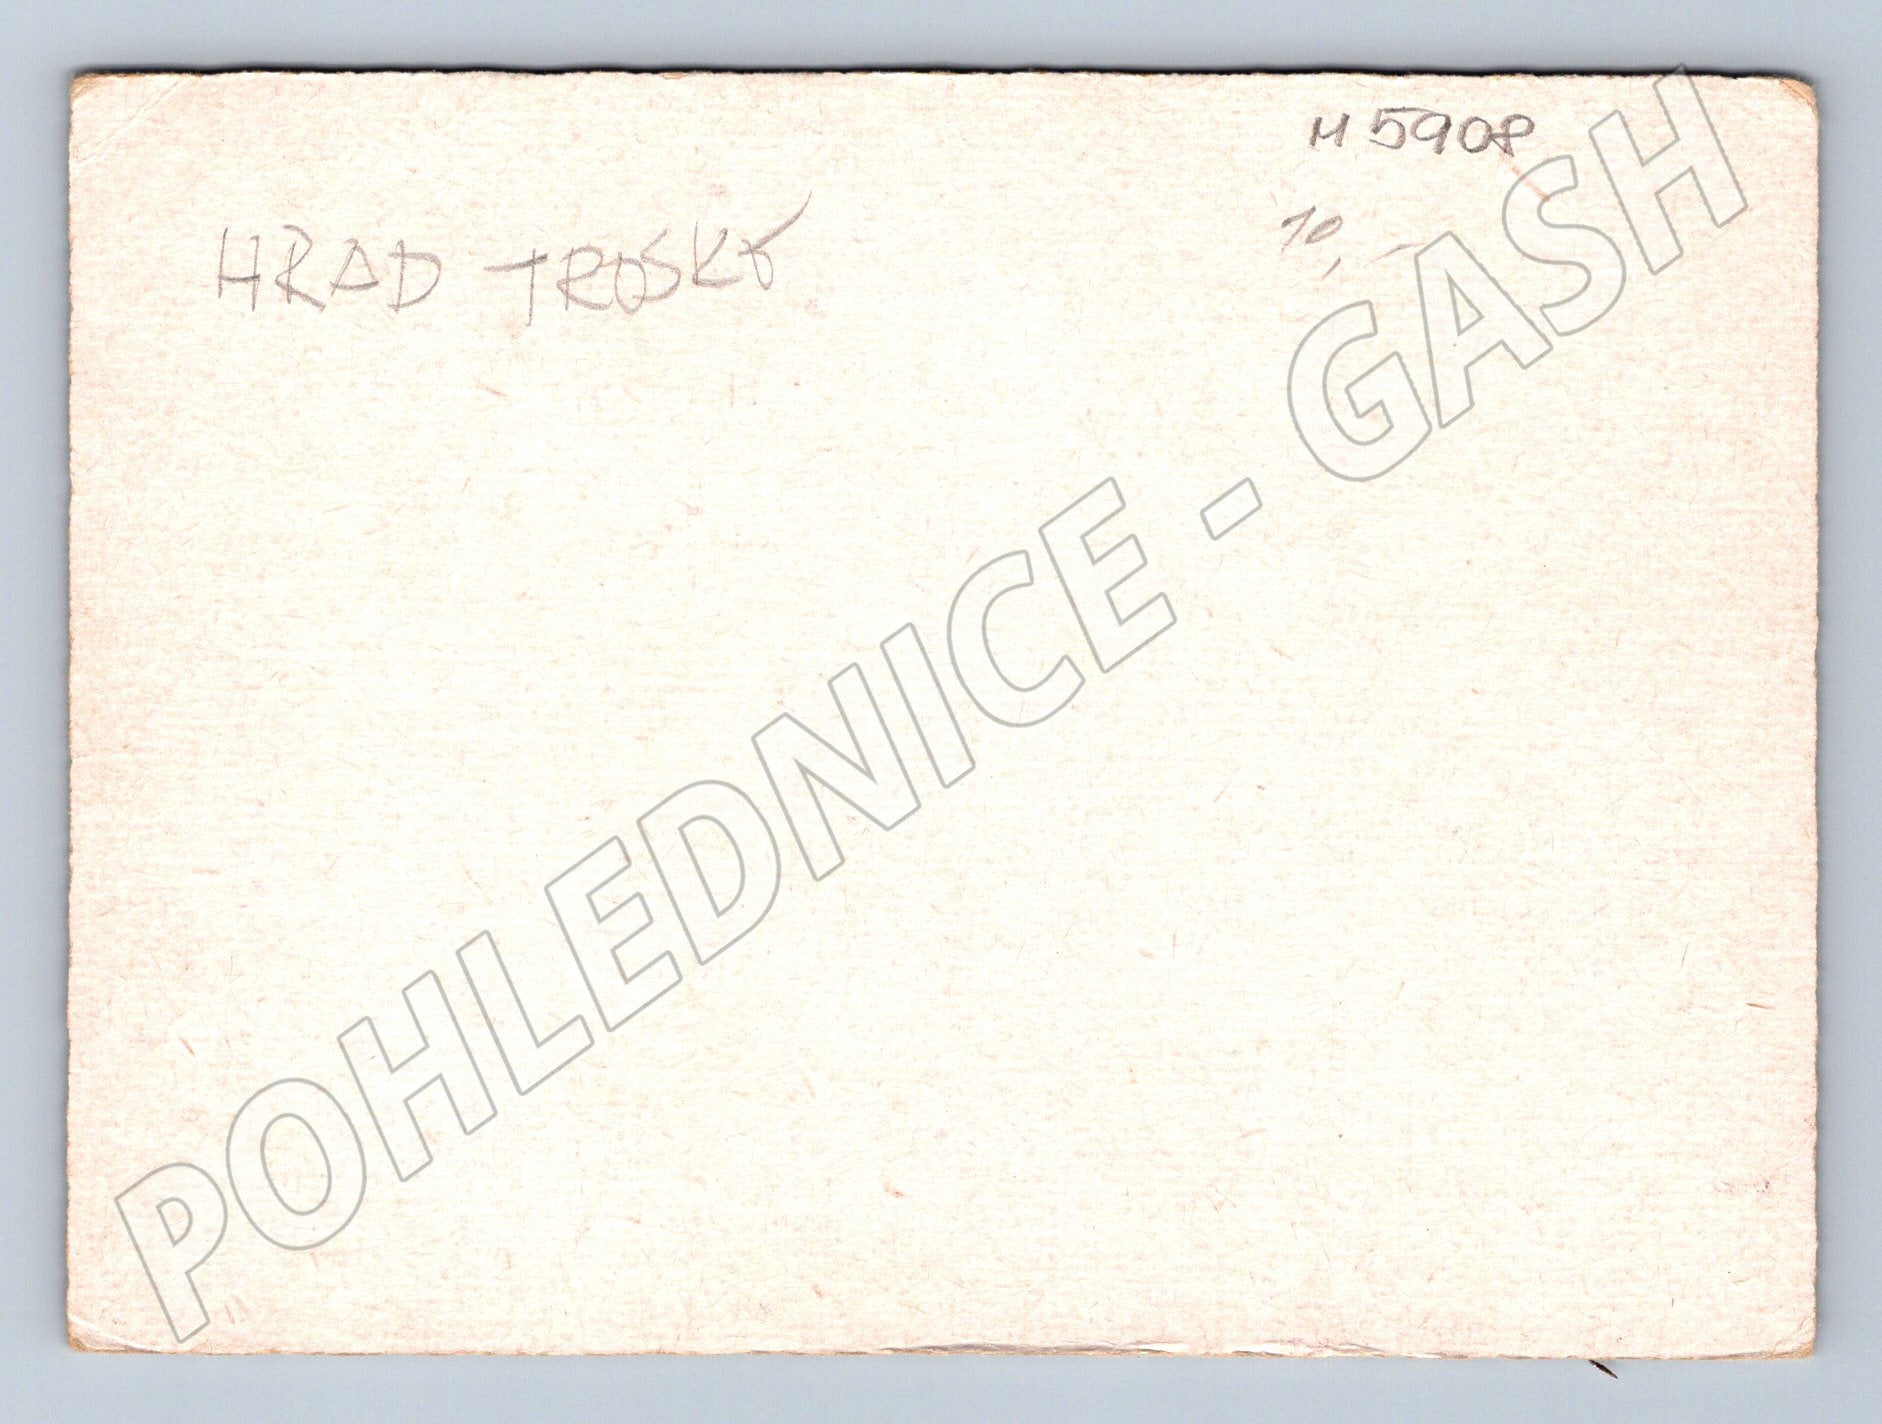 M 5908
10,-
HRAD TROSKY
POHLEDNICE - GASH